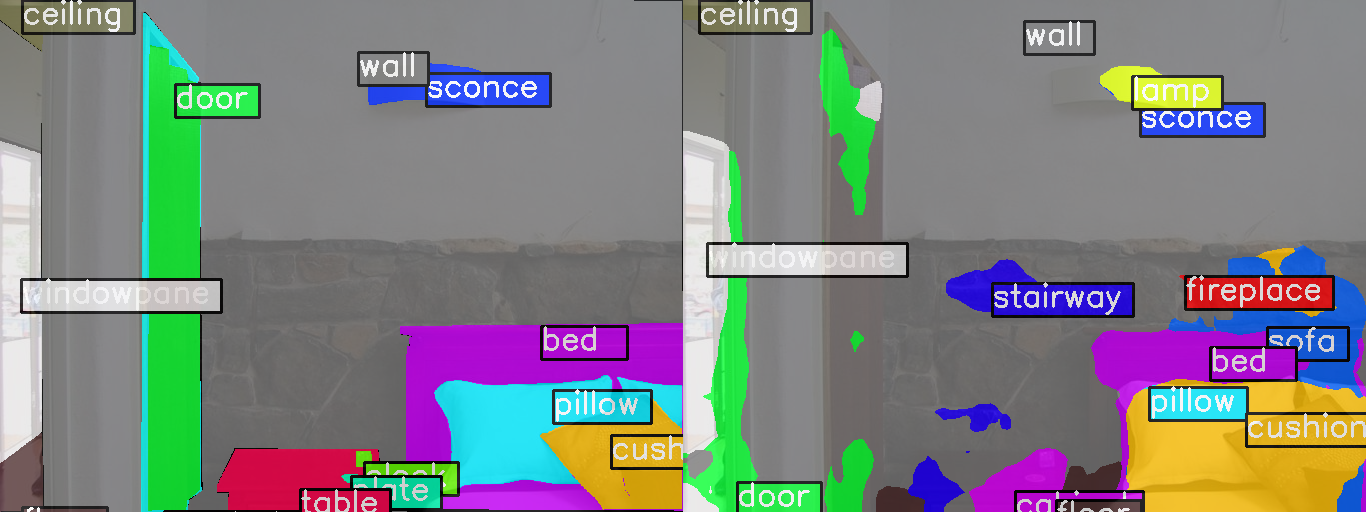 ceiling
wall
sconce
door
windowpane
bed
pillow
cush
clock
plate
table
ceiling
wall
lamp
sconce
windowpane
stairway
fireplace
sofa
bed
pillow
cushion
door
floor